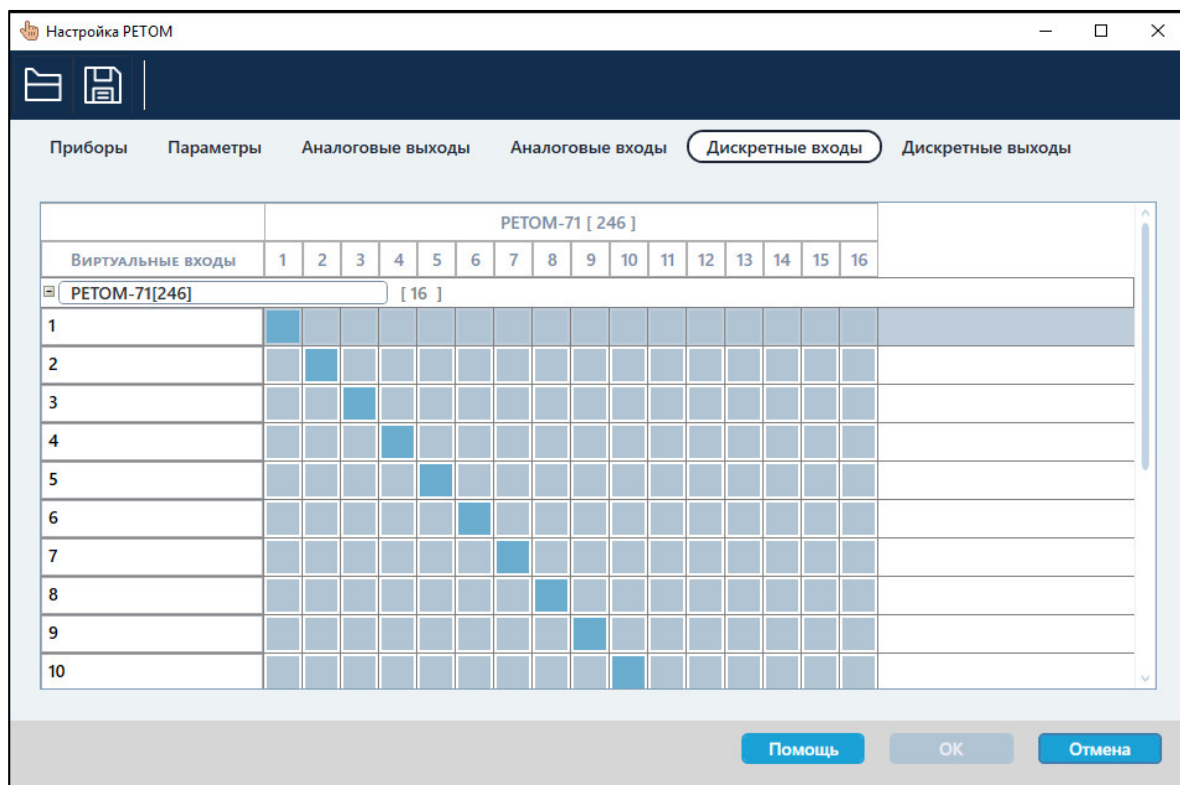 Настройка РЕТОМ
Приборы Параметры Аналоговые выходы Аналоговые входы Дискретные входы Дискретные выходы
РЕТОМ-71 [ 246 ]
Виртуальные входы 1 2 3 4 5 6 7 8 9 10 11 12 13 14 15 16
РЕТОМ-71[246] [ 16 ]
1
2
3
4
5
6
7
8
9
10
Помощь ОК Отмена